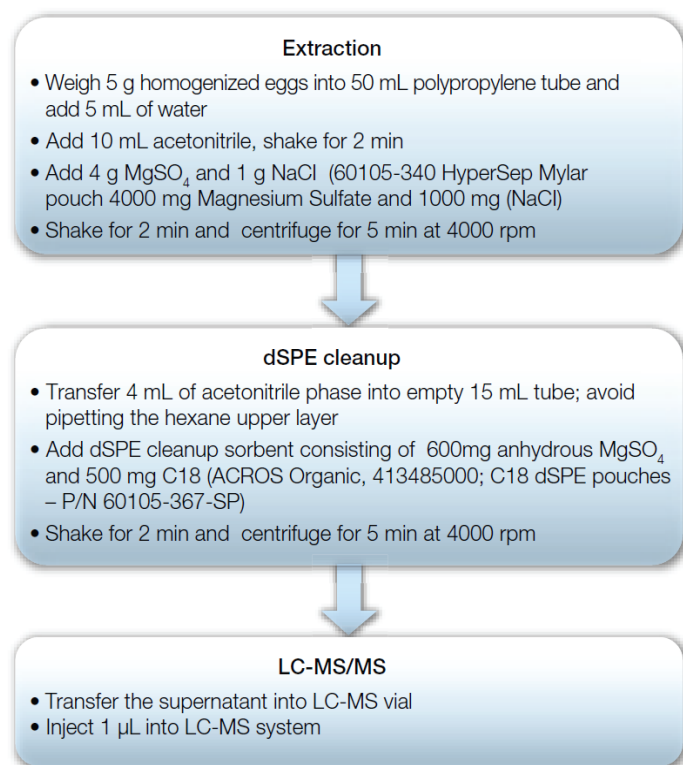 Extraction
• Weigh 5 g homogenized eggs into 50 mL polypropylene tube and
add 5 mL of water
• Add 10 mL acetonitrile, shake for 2 min
• Add 4 g MgSO₄ and 1 g NaCl (60105-340 HyperSep Mylar
pouch 4000 mg Magnesium Sulfate and 1000 mg (NaCl)
• Shake for 2 min and centrifuge for 5 min at 4000 rpm
dSPE cleanup
• Transfer 4 mL of acetonitrile phase into empty 15 mL tube; avoid
pipetting the hexane upper layer
• Add dSPE cleanup sorbent consisting of 600mg anhydrous MgSO₄
and 500 mg C18 (ACROS Organic, 413485000; C18 dSPE pouches
– P/N 60105-367-SP)
• Shake for 2 min and centrifuge for 5 min at 4000 rpm
LC-MS/MS
• Transfer the supernatant into LC-MS vial
• Inject 1 µL into LC-MS system